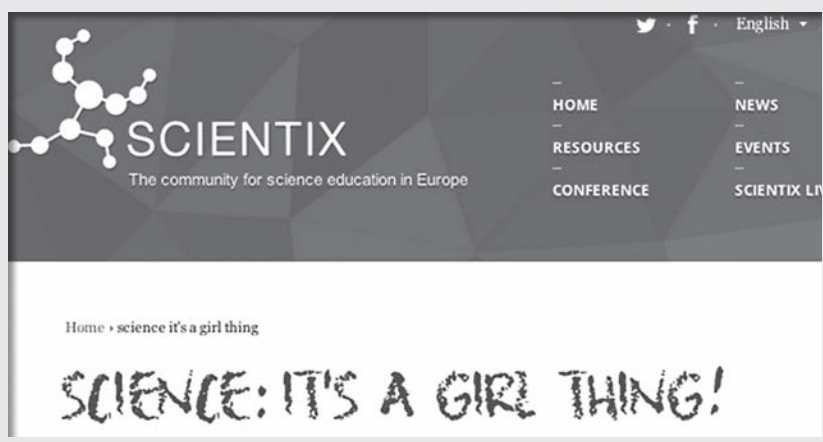 English
SCIENTIX
The community for science education in Europe
HOME
RESOURCES
CONFERENCE
NEWS
EVENTS
SCIENTIX
Home › science it's a girl thing
SCIENCE: IT'S A GIRL THING!